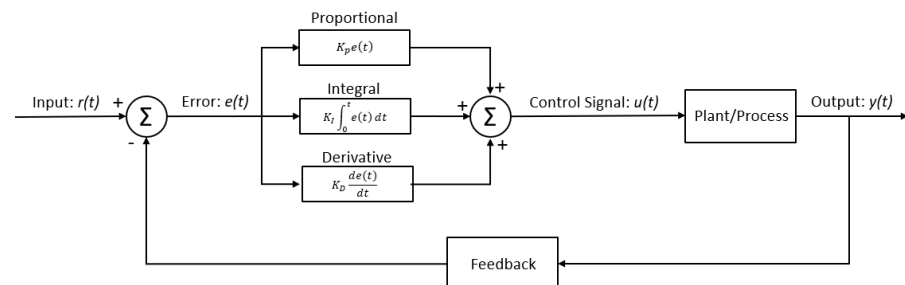 Proportional
K_p e(t)
Input: r(t)
+
Σ
-
Error: e(t)
Integral
K_I ∫_0^t e(t) dt
Derivative
K_D de(t)/dt
+
+
+
Σ
Control Signal: u(t)
Plant/Process
Output: y(t)
Feedback